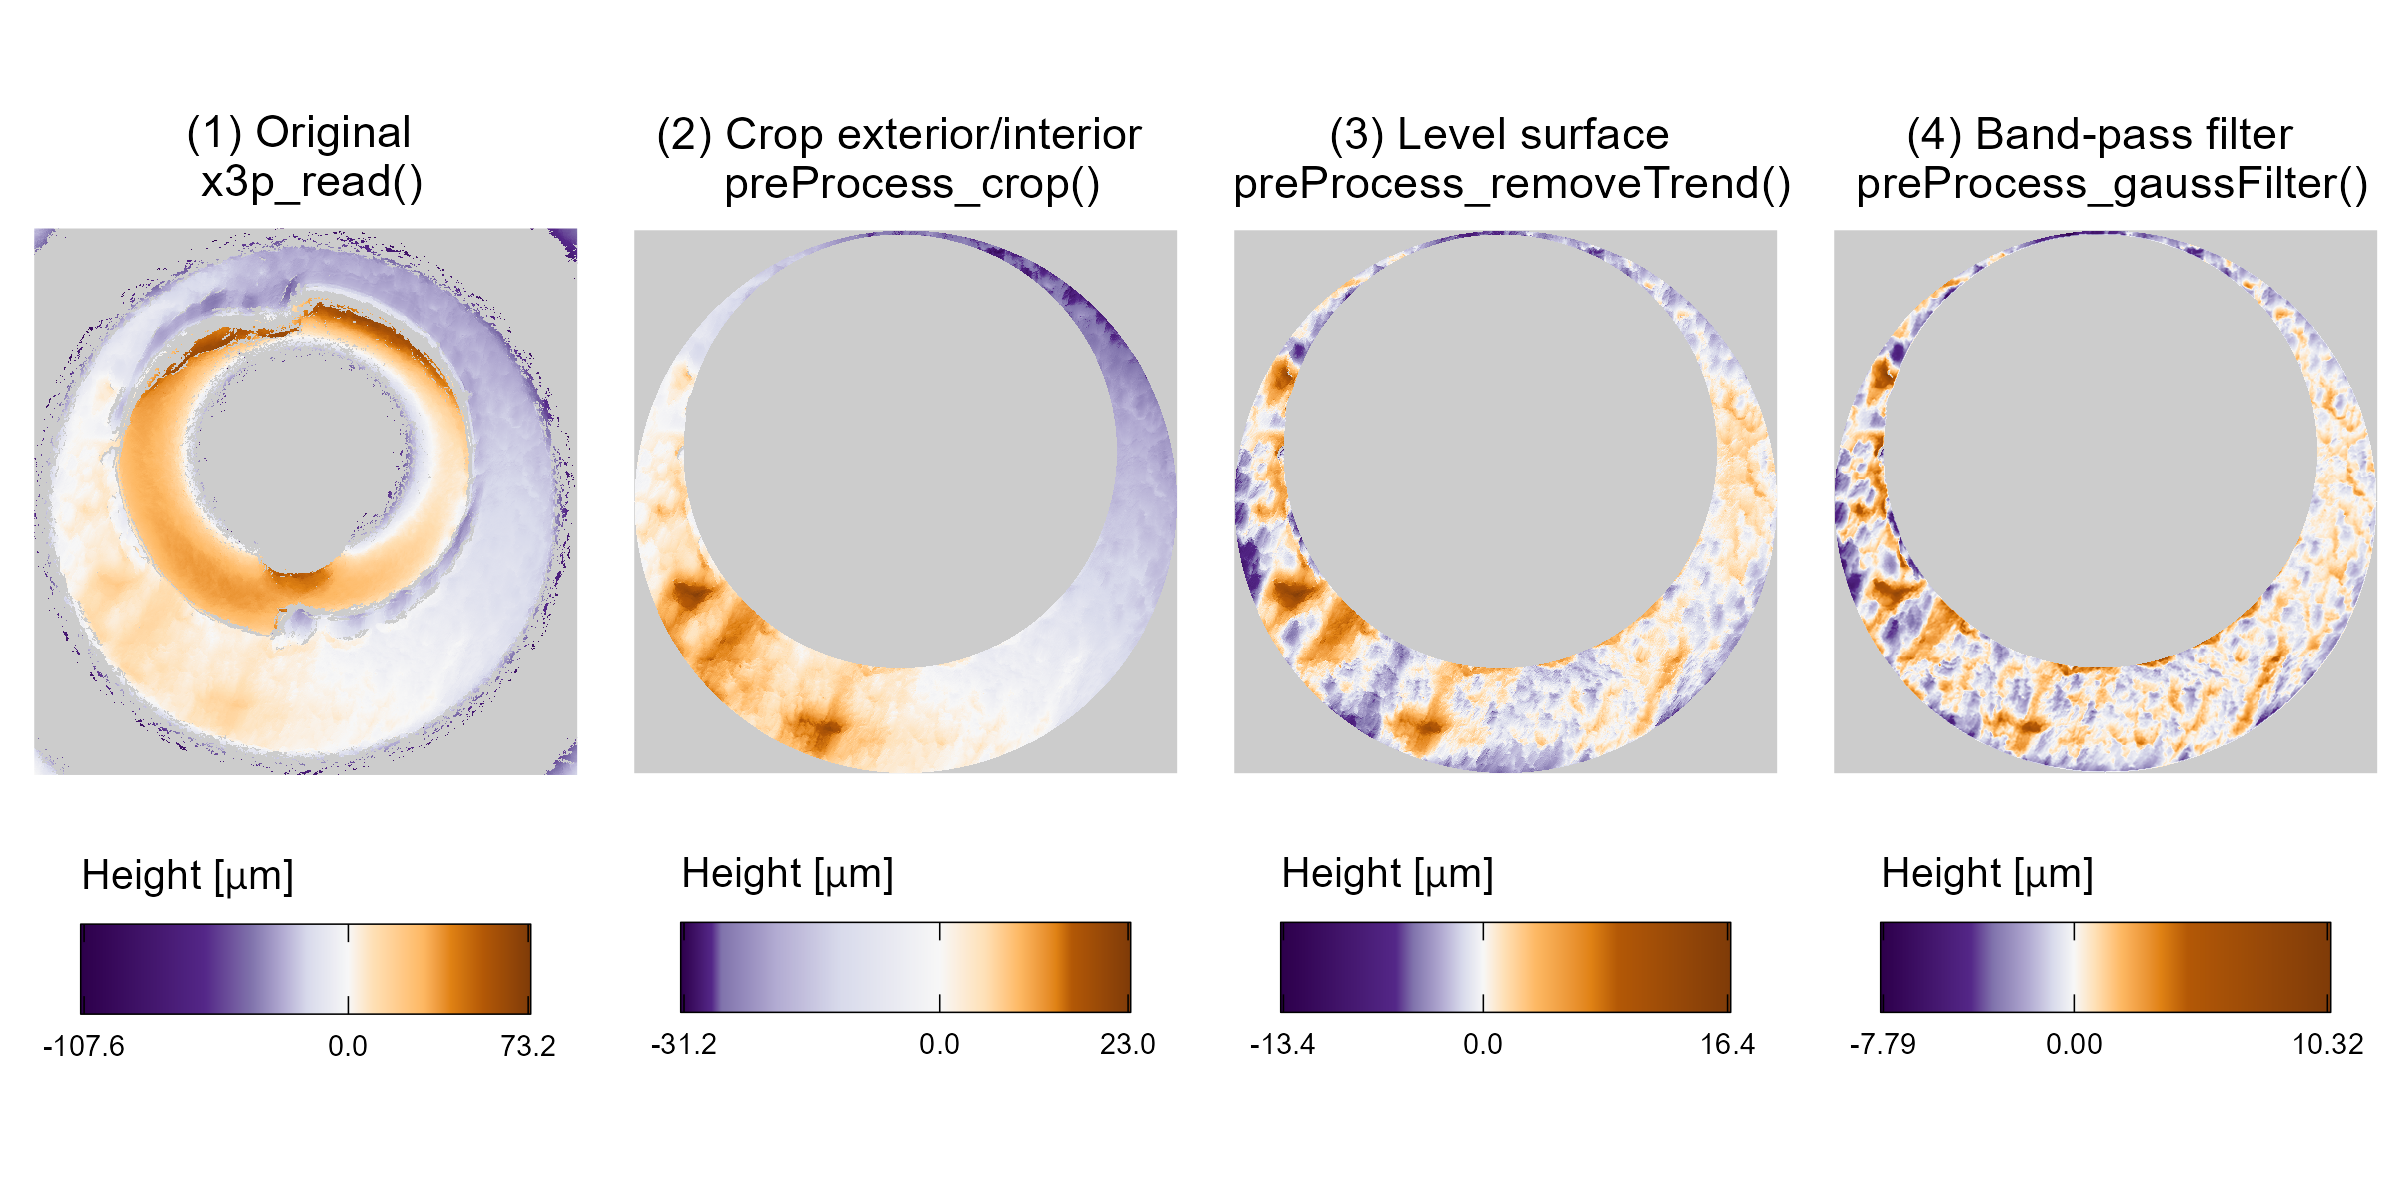 (1) Original
x3p_read()
(2) Crop exterior/interior
preProcess_crop()
(3) Level surface
preProcess_removeTrend()
(4) Band-pass filter
preProcess_gaussFilter()
Height [µm]
-107.6 0.0 73.2
Height [µm]
-31.2 0.0 23.0
Height [µm]
-13.4 0.0 16.4
Height [µm]
-7.79 0.00 10.32